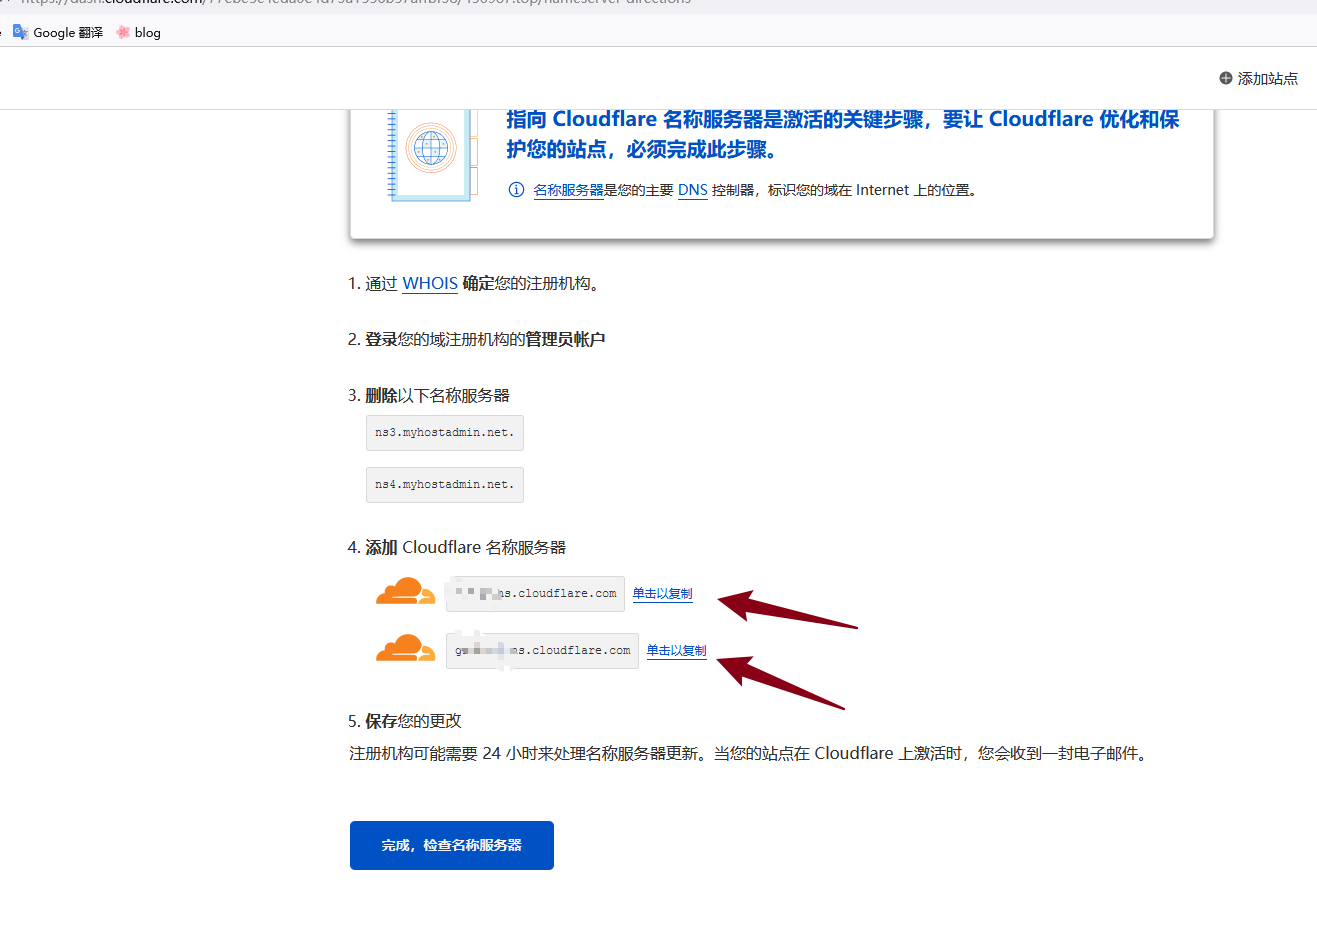 Google 翻译 blog
添加站点
指向 Cloudflare 名称服务器是激活的关键步骤，要让 Cloudflare 优化和保
护您的站点，必须完成此步骤。
名称服务器是您的主要 DNS 控制器，标识您的域在 Internet 上的位置。
1. 通过 WHOIS 确定您的注册机构。
2. 登录您的域注册机构的管理员帐户
3. 删除以下名称服务器
ns3.myhostadmin.net.
ns4.myhostadmin.net.
4. 添加 Cloudflare 名称服务器
ns.cloudflare.com 单击以复制
ns.cloudflare.com 单击以复制
5. 保存您的更改
注册机构可能需要 24 小时来处理名称服务器更新。当您的站点在 Cloudflare 上激活时，您会收到一封电子邮件。
完成，检查名称服务器